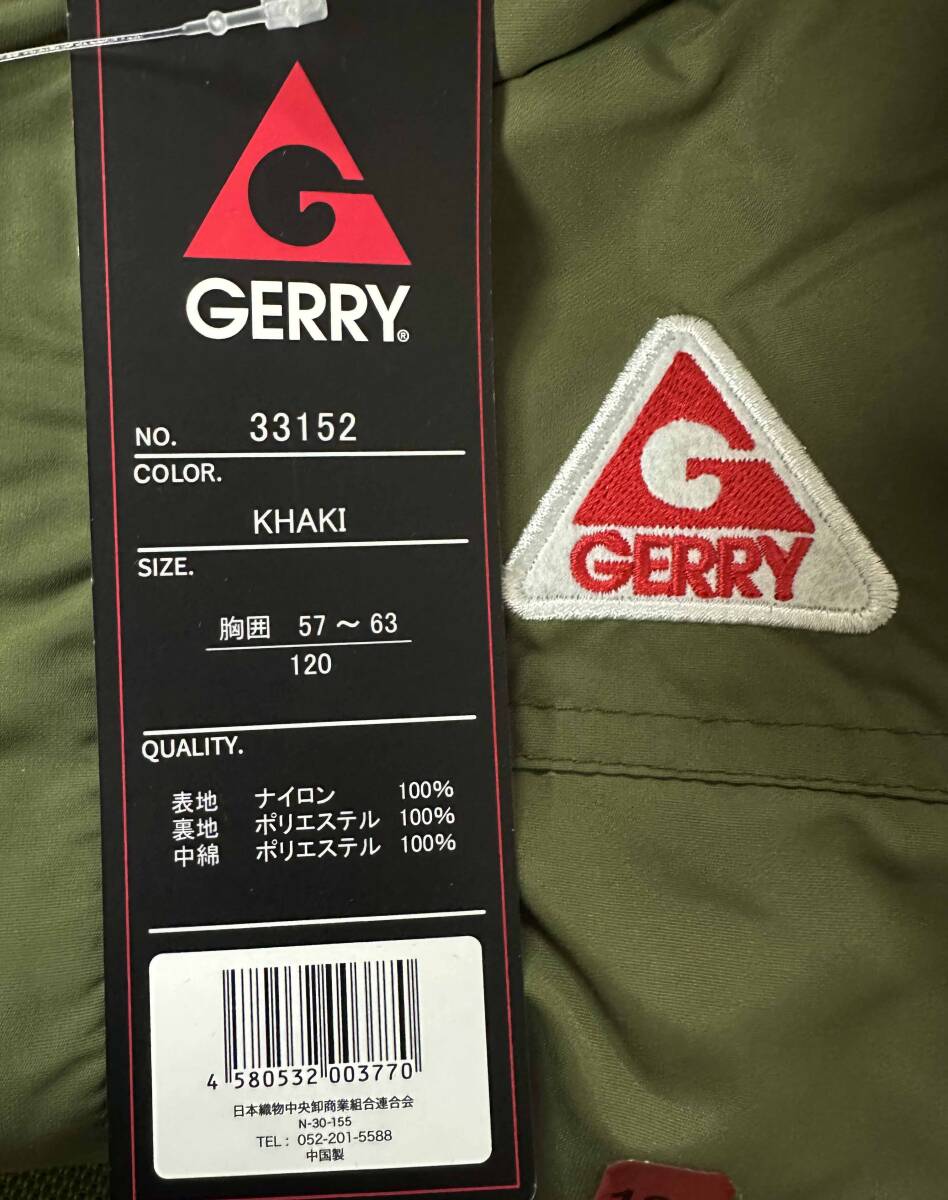 GERRY®
NO. 33152
COLOR.
KHAKI
SIZE.
胸囲 57～63
120
QUALITY.
表地 ナイロン 100%
裏地 ポリエステル 100%
中綿 ポリエステル 100%
4 580532 003770
日本織物中央卸商業組合連合会
N-30-155
TEL: 052-201-5588
中国製
GERRY